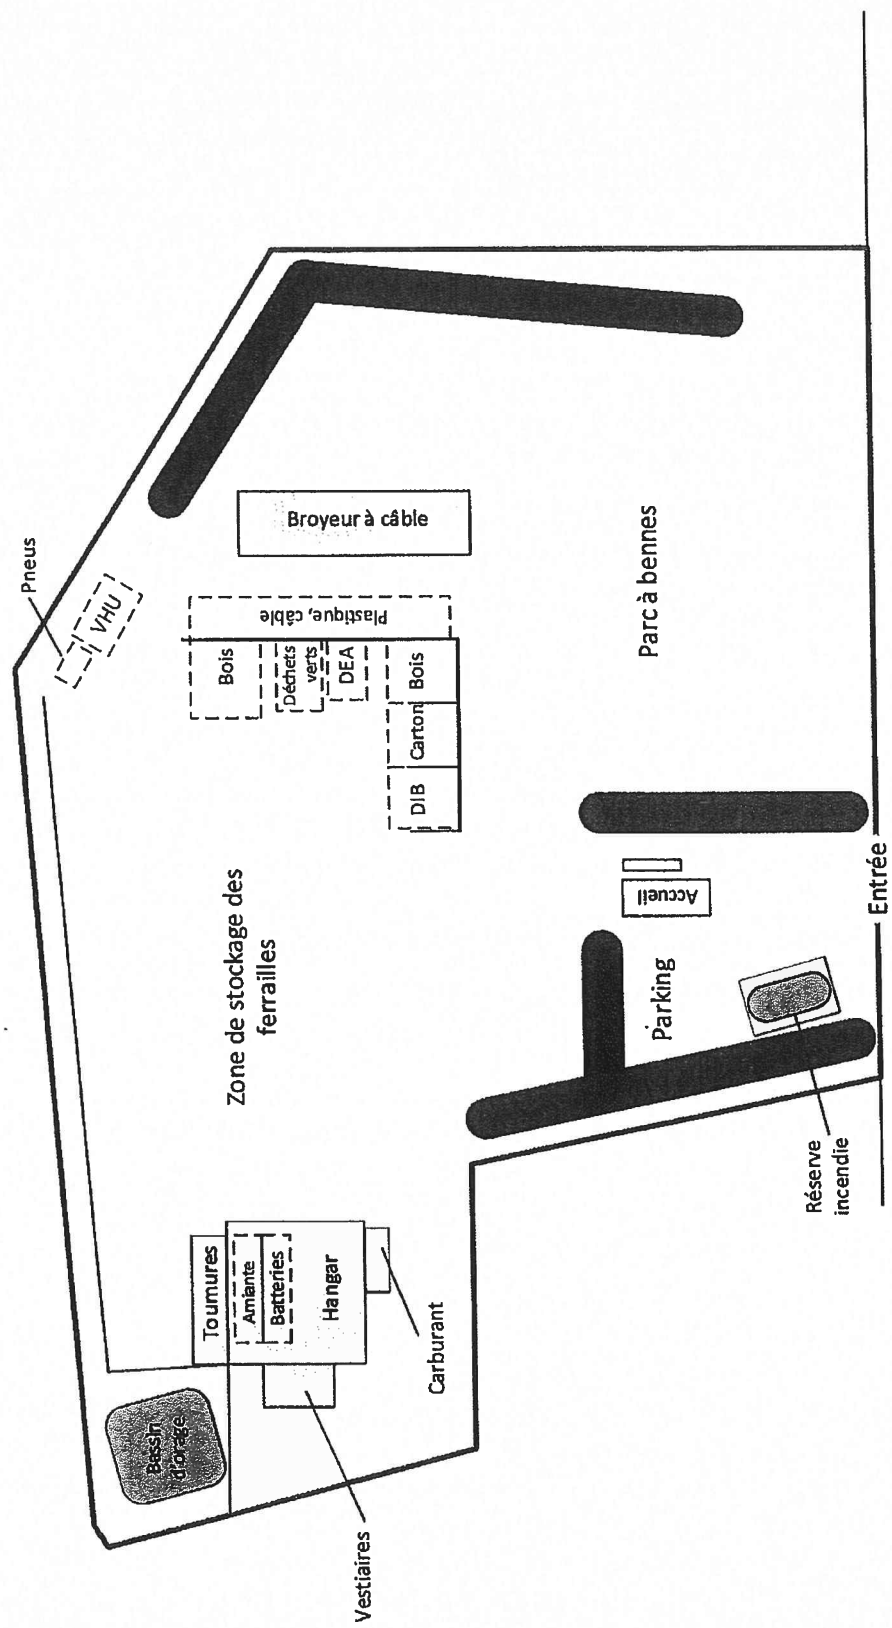 Pneus
VHU
Bassin
d'orage
Toumures
Amiante
Batteries
Hangar
Vestiaires
Carburant
Zone de stockage des
ferrailles
Bois
Déchets
verts
DEA
DIB
Carton
Bois
Plastique, câble
Broyeur à câble
Parc à bennes
Parking
Accueil
Réserve
incendie
Entrée